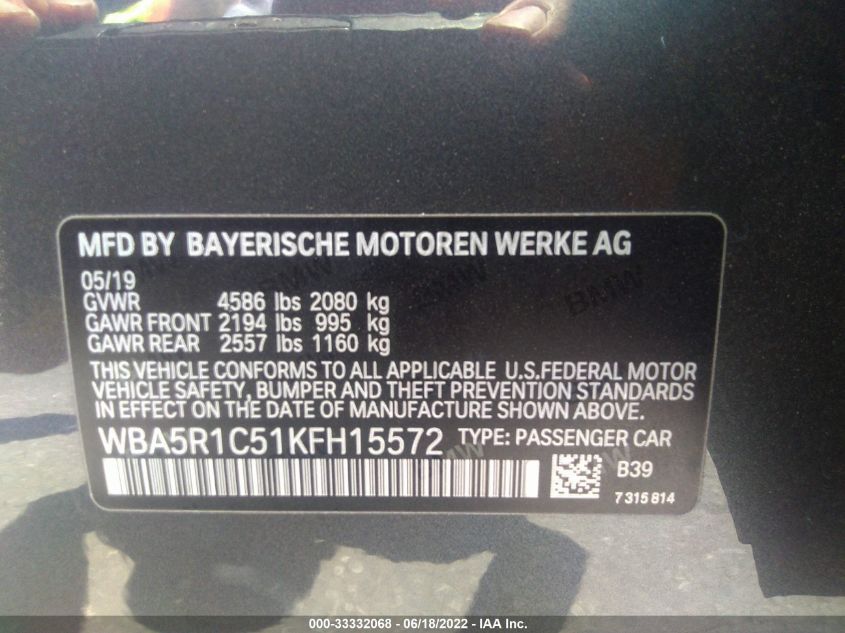 MFD BY BAYERISCHE MOTOREN WERKE AG
05/19
GVWR 4586 lbs 2080 kg
GAWR FRONT 2194 lbs 995 kg
GAWR REAR 2557 lbs 1160 kg
THIS VEHICLE CONFORMS TO ALL APPLICABLE U.S.FEDERAL MOTOR
VEHICLE SAFETY, BUMPER AND THEFT PREVENTION STANDARDS
IN EFFECT ON THE DATE OF MANUFACTURE SHOWN ABOVE.
WBA5R1C51KFH15572 TYPE: PASSENGER CAR
B39
7 315 814
000-33332068 - 06/18/2022 - IAA Inc.